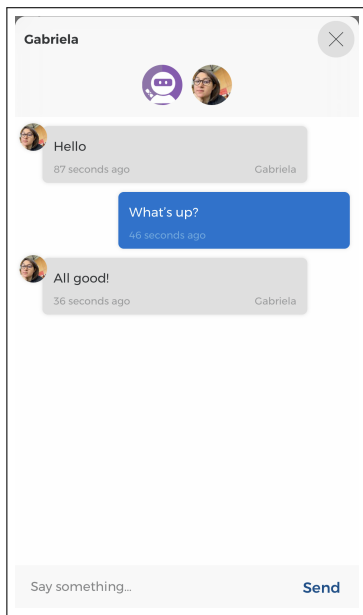 Gabriela
Hello
87 seconds ago Gabriela
What's up?
46 seconds ago
All good!
36 seconds ago Gabriela
Say something... Send